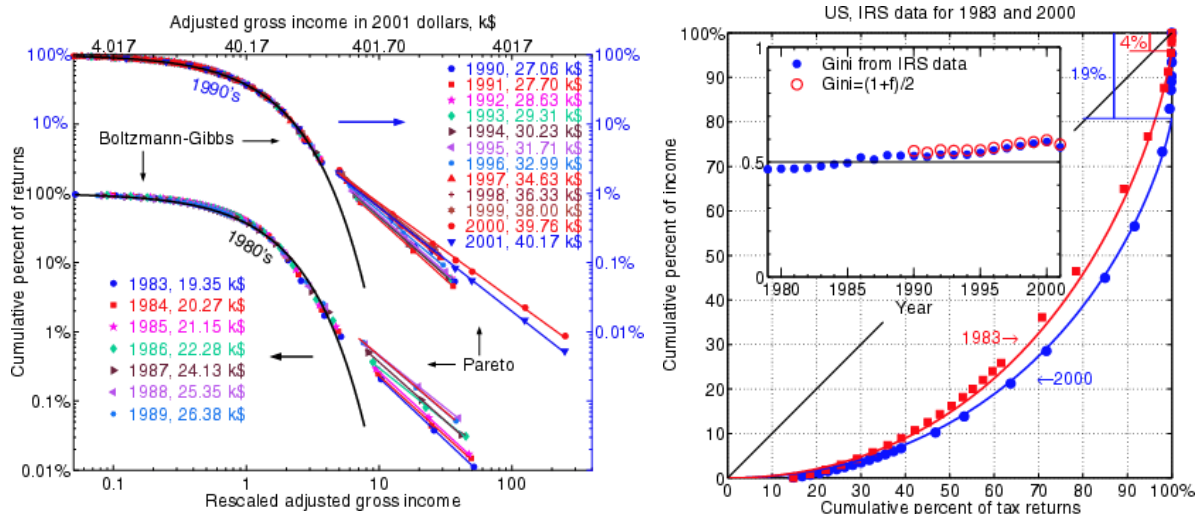 Adjusted gross income in 2001 dollars, k$
4.017 40.17 401.70 4017
100%
10%
1%
0.1%
0.01%
100%
10%
1%
0.1%
0.01%
Cumulative percent of returns
1990's
Boltzmann-Gibbs
1980's
1990, 27.06 k$
1991, 27.70 k$
1992, 28.63 k$
1993, 29.31 k$
1994, 30.23 k$
1995, 31.71 k$
1996, 32.99 k$
1997, 34.63 k$
1998, 36.33 k$
1999, 38.00 k$
2000, 39.76 k$
2001, 40.17 k$
1983, 19.35 k$
1984, 20.27 k$
1985, 21.15 k$
1986, 22.28 k$
1987, 24.13 k$
1988, 25.35 k$
1989, 26.38 k$
Pareto
100%
10%
1%
0.1%
0.01%
0.1 1 10 100
Rescaled adjusted gross income
US, IRS data for 1983 and 2000
100%
90
80
70
60
50
40
30
20
10
0
Cumulative percent of income
1
0.5
0
Gini from IRS data
Gini=(1+f)/2
1980 1985 1990 1995 2000
Year
4%
19%
1983→
←2000
0 10 20 30 40 50 60 70 80 90 100%
Cumulative percent of tax returns